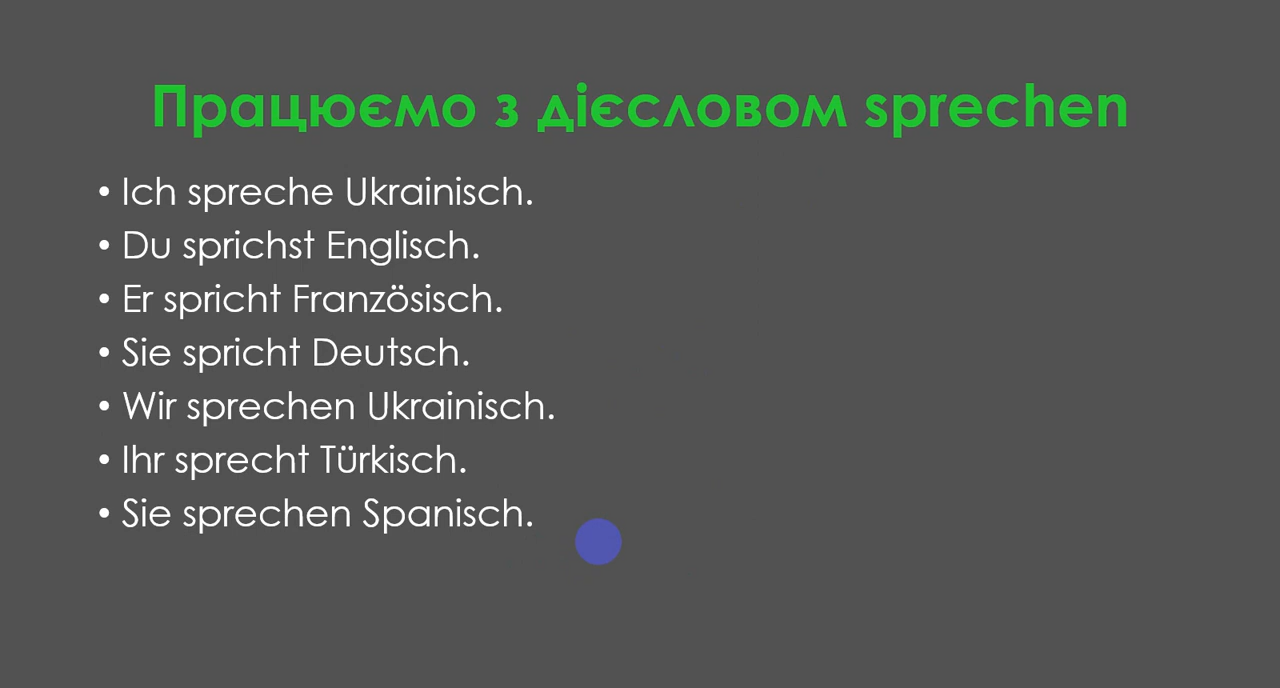 Працюємо з дієсловом sprechen
• Ich spreche Ukrainisch.
• Du sprichst Englisch.
• Er spricht Französisch.
• Sie spricht Deutsch.
• Wir sprechen Ukrainisch.
• Ihr sprecht Türkisch.
• Sie sprechen Spanisch.